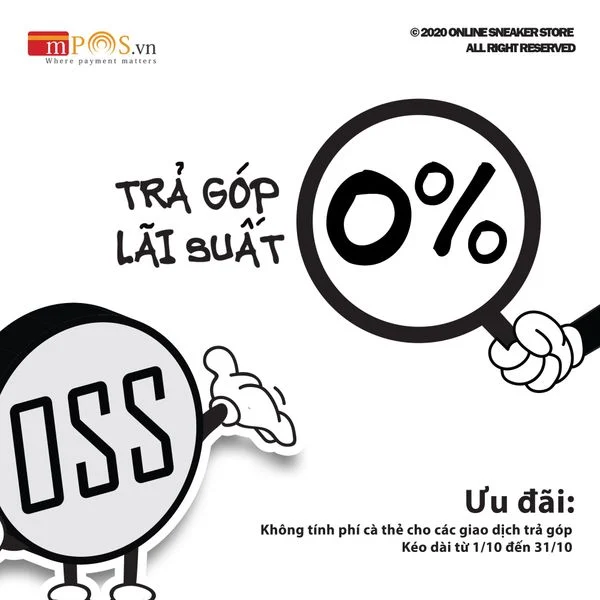 mPOS.vn
Where payment matters
© 2020 ONLINE SNEAKER STORE
ALL RIGHT RESERVED
TRẢ GÓP
LÃI SUẤT
0%
OSS
Ưu đãi:
Không tính phí cà thẻ cho các giao dịch trả góp
Kéo dài từ 1/10 đến 31/10